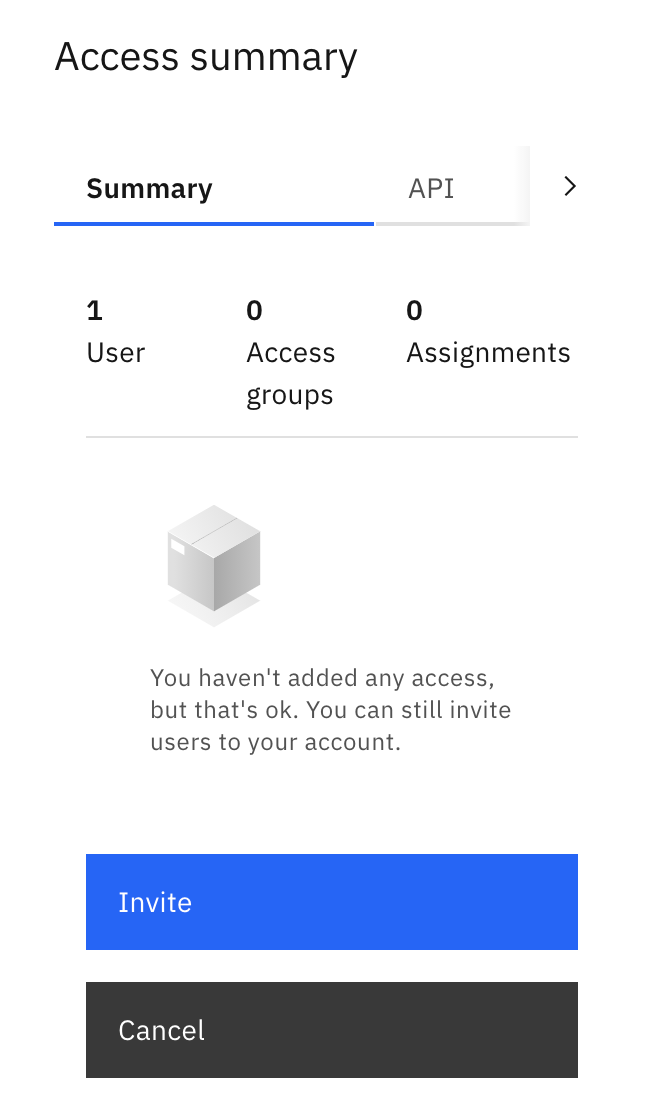 Access summary
Summary
API
1
User
0
Access
groups
0
Assignments
You haven't added any access,
but that's ok. You can still invite
users to your account.
Invite
Cancel